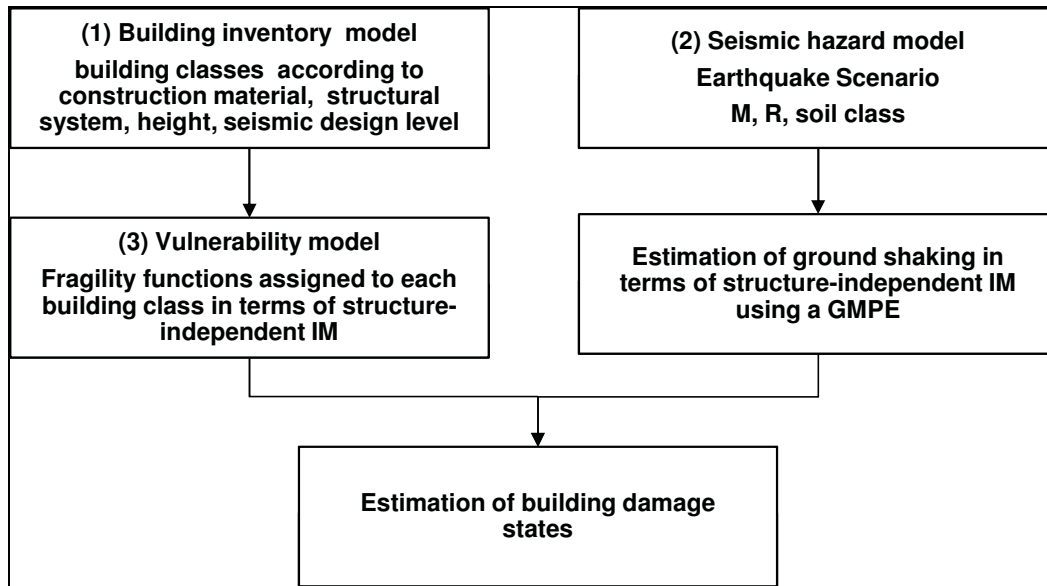 (1) Building inventory model
building classes according to
construction material, structural
system, height, seismic design level
(2) Seismic hazard model
Earthquake Scenario
M, R, soil class
(3) Vulnerability model
Fragility functions assigned to each
building class in terms of structure-
independent IM
Estimation of ground shaking in
terms of structure-independent IM
using a GMPE
Estimation of building damage
states